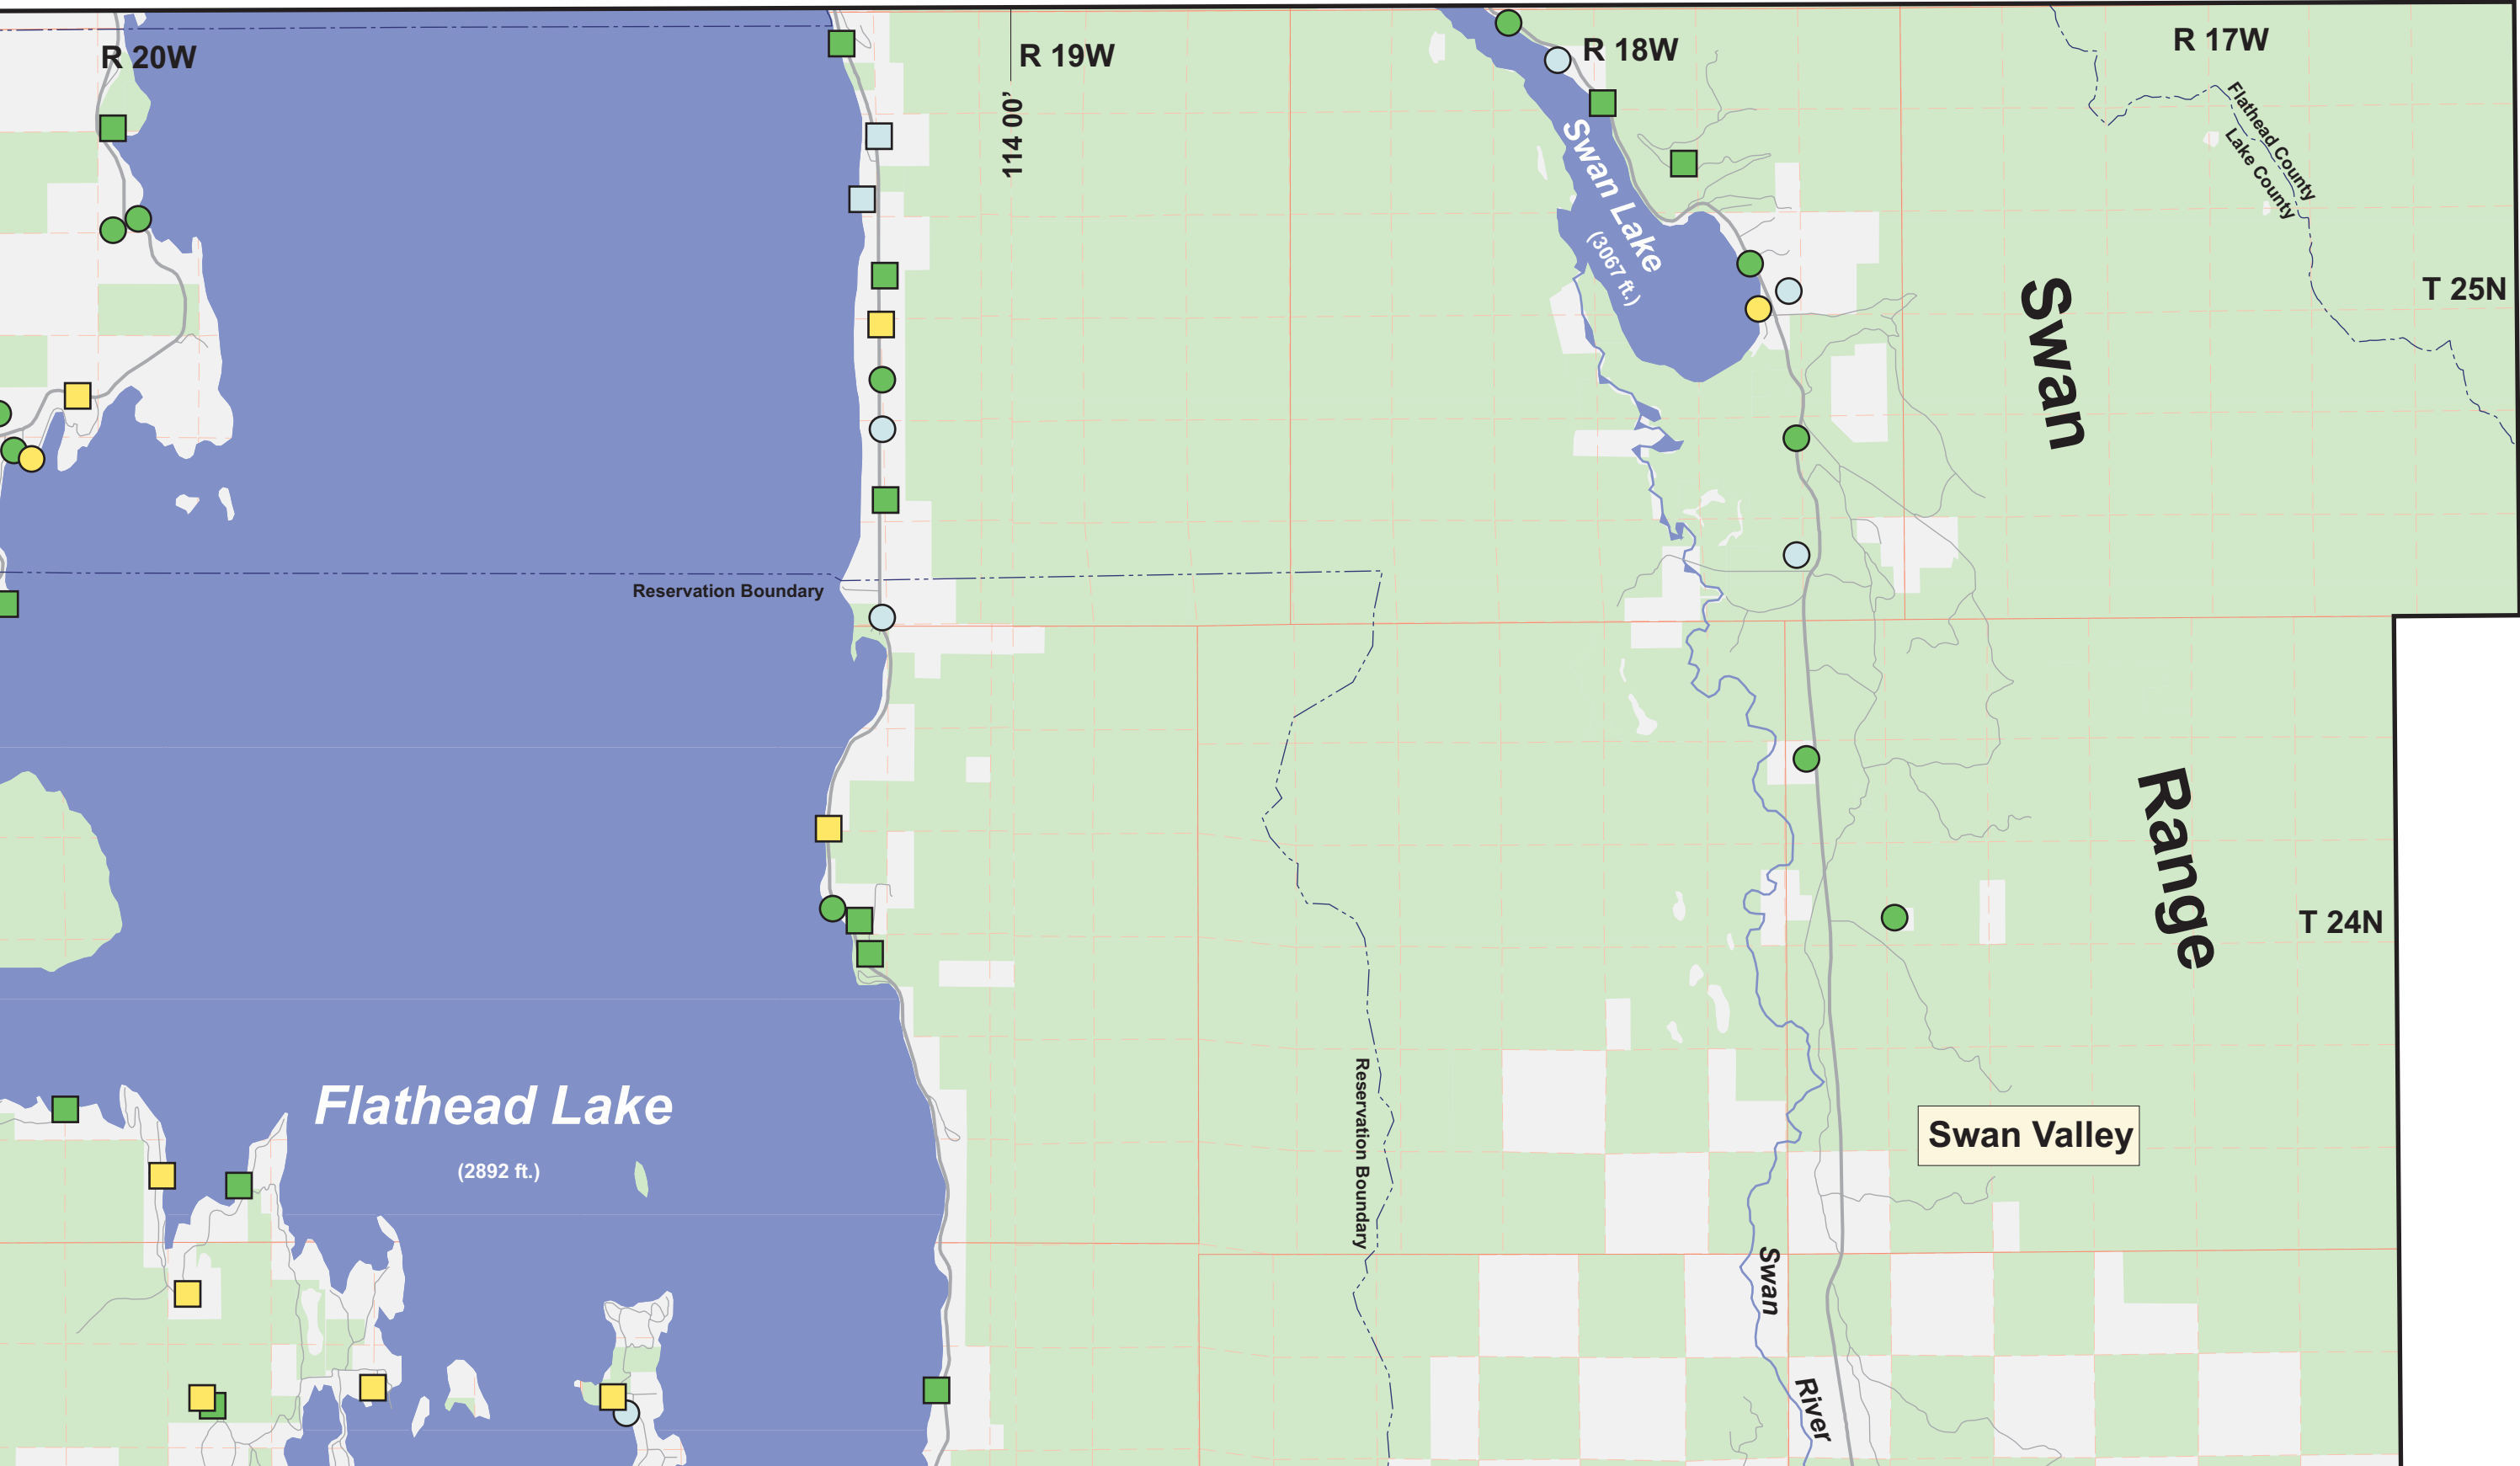 R 20W
R 19W
R 18W
R 17W
114 00’
Flathead County
Lake County
Swan Lake
(3067 ft.)
T 25N
Swan
Range
Reservation Boundary
T 24N
Reservation Boundary
Flathead Lake
(2892 ft.)
Swan Valley
Swan
River